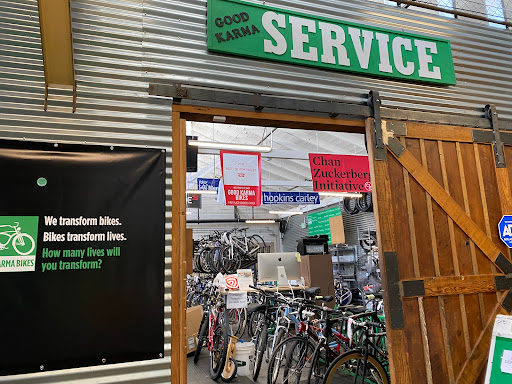 GOOD
KARMA
SERVICE
We transform bikes.
Bikes transform lives.
How many lives will
you transform?
KARMA BIKES
GOOD KARMA
BIKES
Chan
Zuckerberg
Initiative
hopkins carley
AD